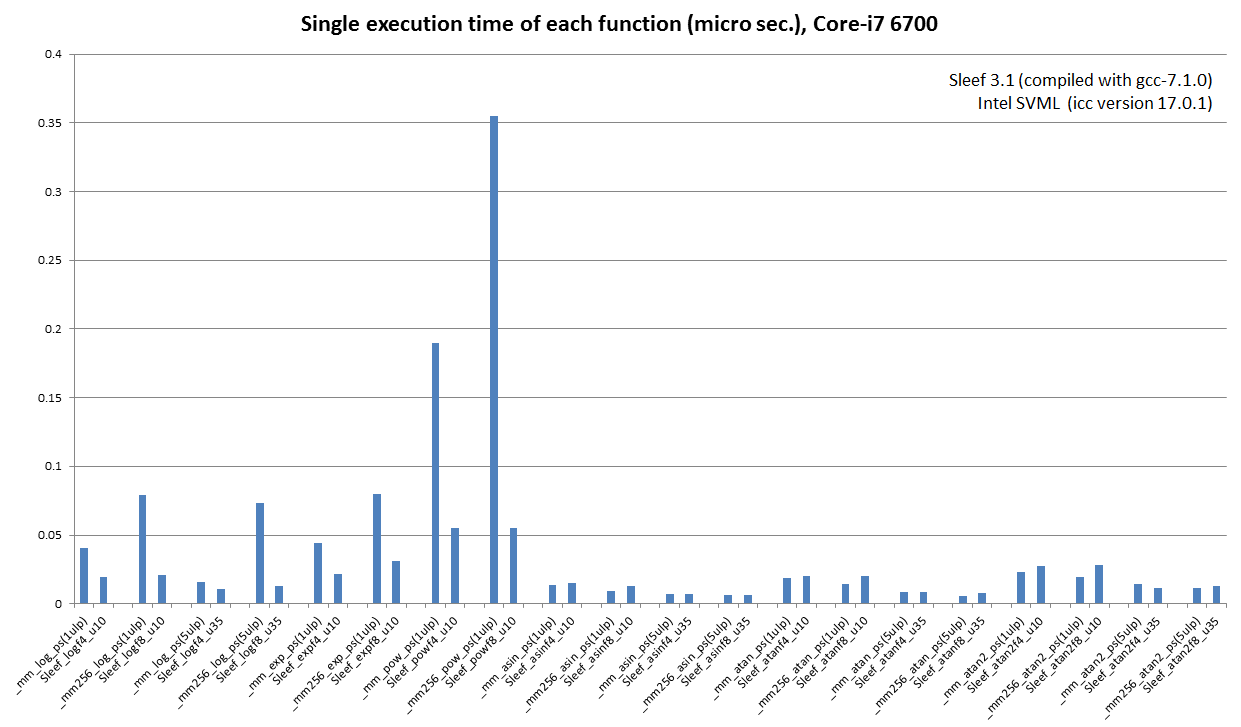 Single execution time of each function (micro sec.), Core-i7 6700
Sleef 3.1 (compiled with gcc-7.1.0)
Intel SVML (icc version 17.0.1)
0.4
0.35
0.3
0.25
0.2
0.15
0.1
0.05
0
_mm_log_ps(1ulp)
Sleef_logf4_u10
_mm256_log_ps(1ulp)
Sleef_logf8_u10
_mm_log_ps(5ulp)
Sleef_logf4_u35
_mm256_log_ps(5ulp)
Sleef_logf8_u35
_mm_exp_ps(1ulp)
Sleef_expf4_u10
_mm256_exp_ps(1ulp)
Sleef_expf8_u10
_mm_pow_ps(1ulp)
Sleef_powf4_u10
_mm256_pow_ps(1ulp)
Sleef_powf8_u10
_mm_asin_ps(1ulp)
Sleef_asinf4_u10
_mm256_asin_ps(1ulp)
Sleef_asinf8_u10
_mm_asin_ps(5ulp)
Sleef_asinf4_u35
_mm256_asin_ps(5ulp)
Sleef_asinf8_u35
_mm_atan_ps(1ulp)
Sleef_atanf4_u10
_mm256_atan_ps(1ulp)
Sleef_atanf8_u10
_mm_atan_ps(5ulp)
Sleef_atanf4_u35
_mm256_atan_ps(5ulp)
Sleef_atanf8_u35
_mm_atan2_ps(1ulp)
Sleef_atan2f4_u10
_mm256_atan2_ps(1ulp)
Sleef_atan2f8_u10
_mm_atan2_ps(5ulp)
Sleef_atan2f4_u35
_mm256_atan2_ps(5ulp)
Sleef_atan2f8_u35